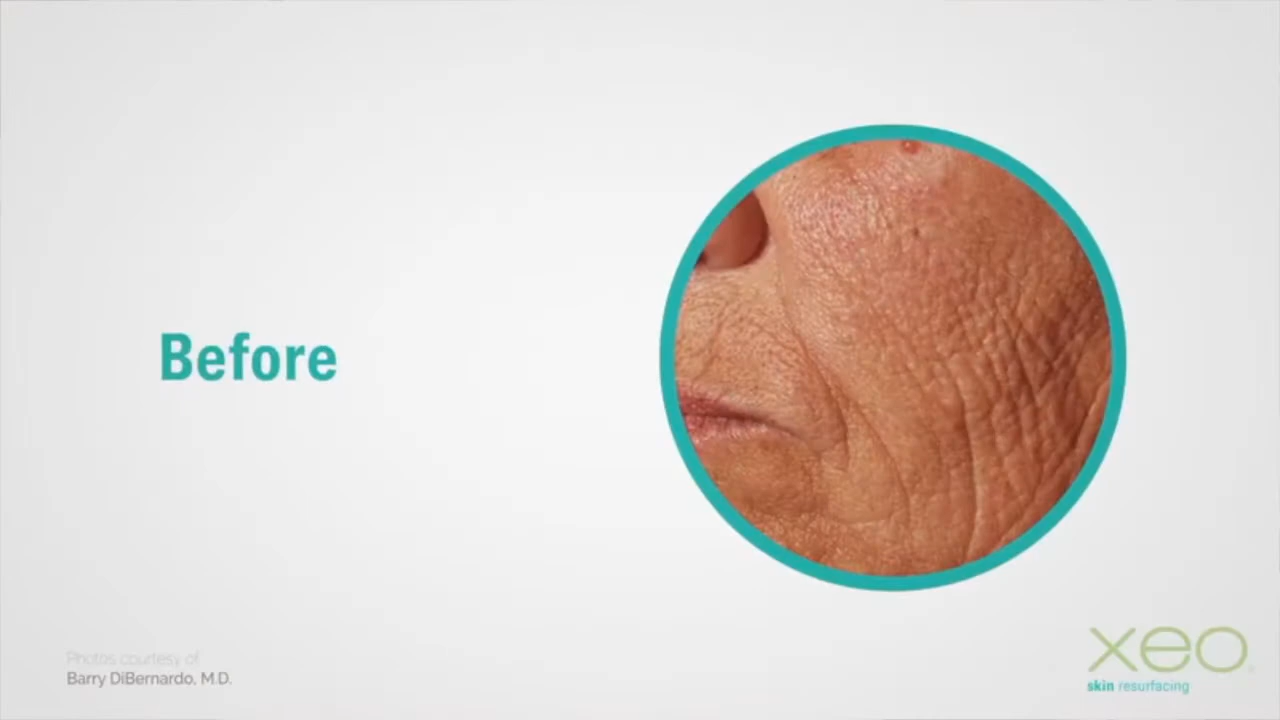 Before
Photos courtesy of
Barry DiBernardo, M.D.
xeo
skin resurfacing